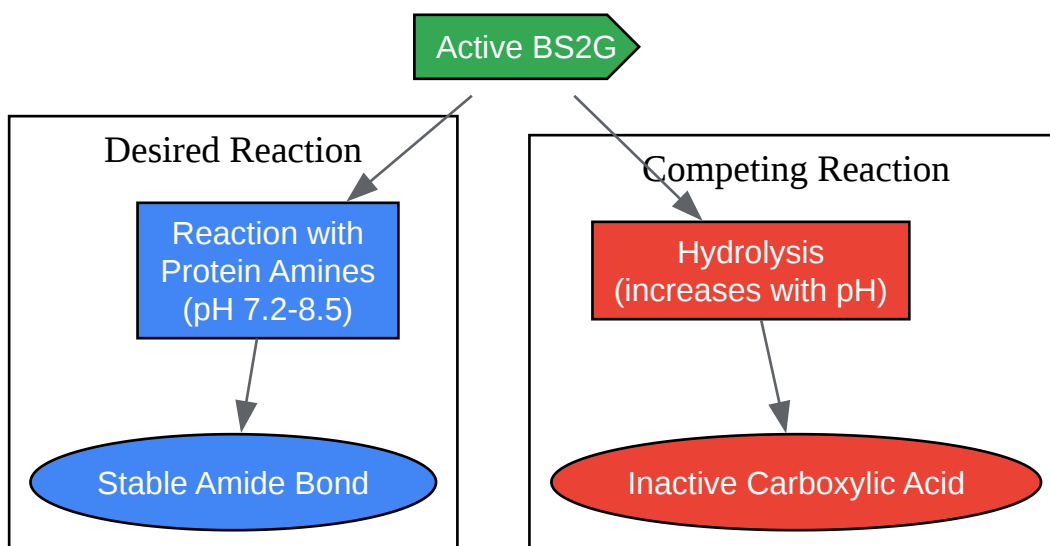 Active BS2G
Desired Reaction
Reaction with
Protein Amines
(pH 7.2-8.5)
Stable Amide Bond
Competing Reaction
Hydrolysis
(increases with pH)
Inactive Carboxylic Acid